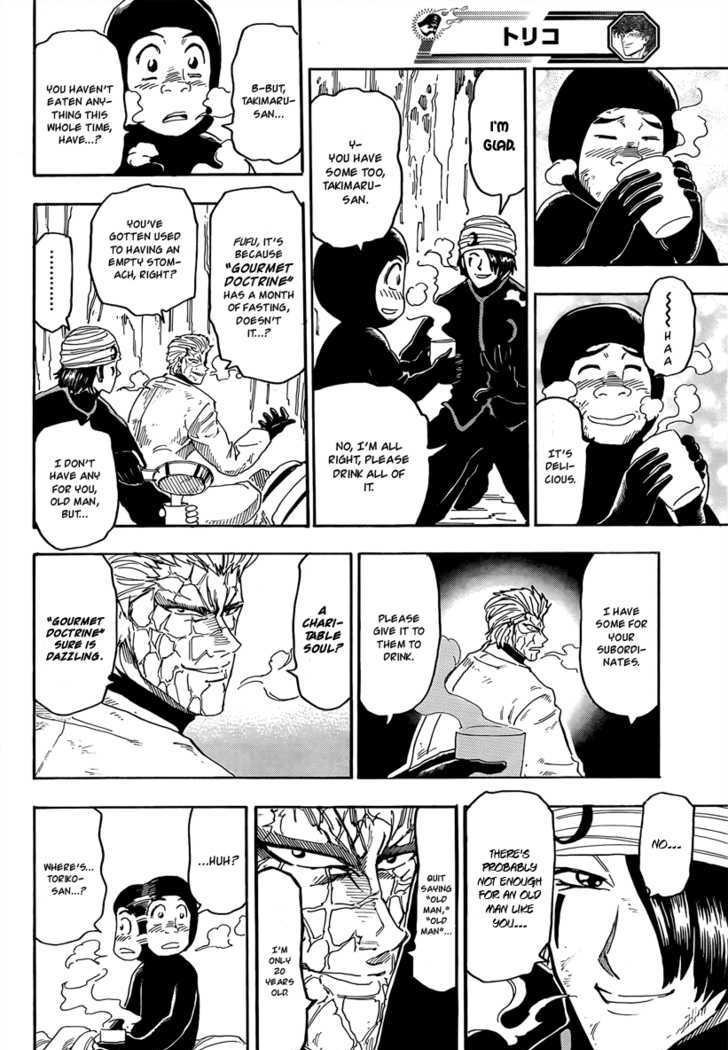 トリコ
I'M
GLAD.
Y-
YOU HAVE
SOME TOO,
TAKIMARU-
SAN.
~~~HAA
IT'S
DELI-
CIOUS.
NO, I'M ALL
RIGHT, PLEASE
DRINK ALL OF
IT.
B-BUT,
TAKIMARU-
SAN...
YOU HAVEN'T
EATEN ANY-
THING THIS
WHOLE TIME,
HAVE...?
FUFU, IT'S
BECAUSE
"GOURMET
DOCTRINE"
HAS A MONTH
OF FASTING,
DOESN'T
IT...?
YOU'VE
GOTTEN USED
TO HAVING AN
EMPTY STOM-
ACH, RIGHT?
.........
I DON'T
HAVE ANY
FOR YOU,
OLD MAN,
BUT...
I HAVE
SOME FOR
YOUR
SUBORDI-
NATES.
PLEASE
GIVE IT TO
THEM TO
DRINK.
A
CHARI-
TABLE
SOUL?
"GOURMET
DOCTRINE"
SURE IS
DAZZLING.
NO...
THERE'S
PROBABLY
NOT ENOUGH
FOR AN OLD
MAN LIKE
YOU...
QUIT
SAYING
"OLD
MAN,"
"OLD
MAN"...
I'M
ONLY
20
YEARS
OLD.
...HUH?
WHERE'S...
TORIKO-
SAN...?